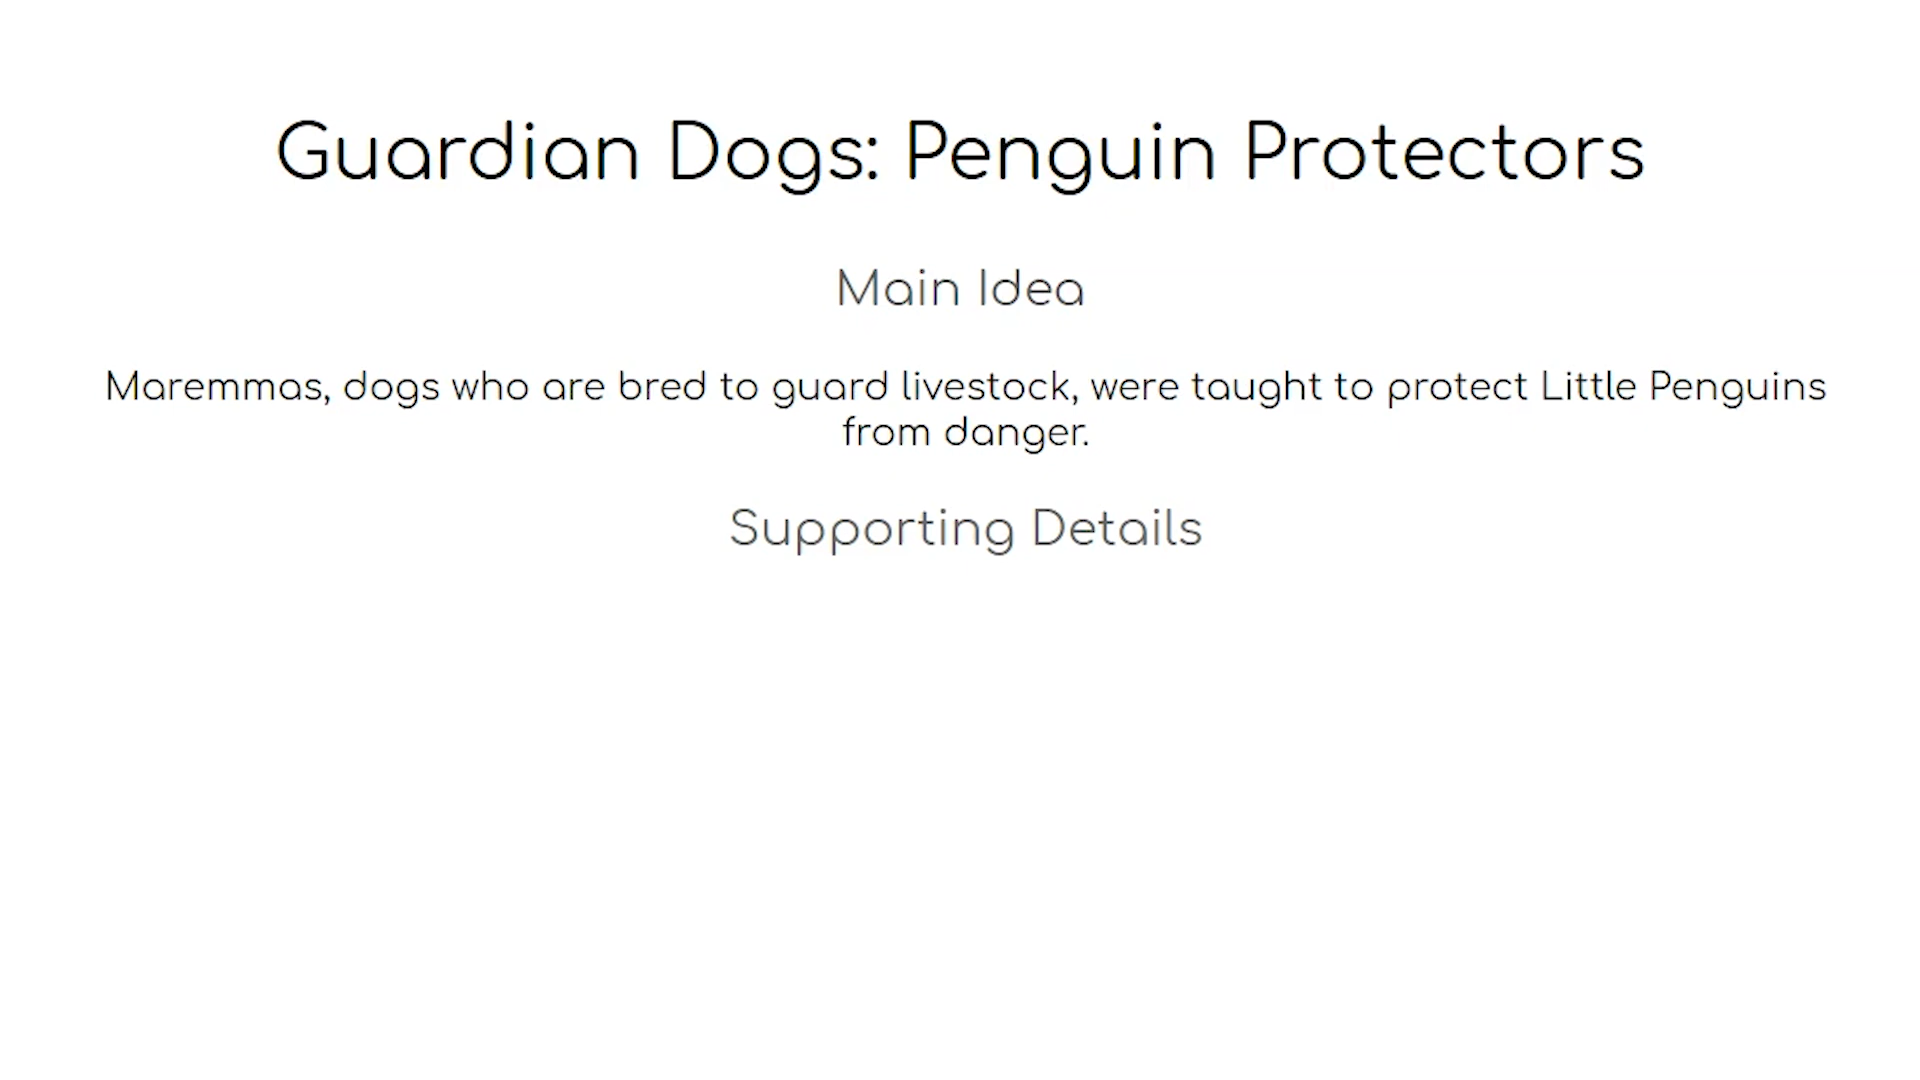 Guardian Dogs: Penguin Protectors
Main Idea
Maremmas, dogs who are bred to guard livestock, were taught to protect Little Penguins
from danger.
Supporting Details